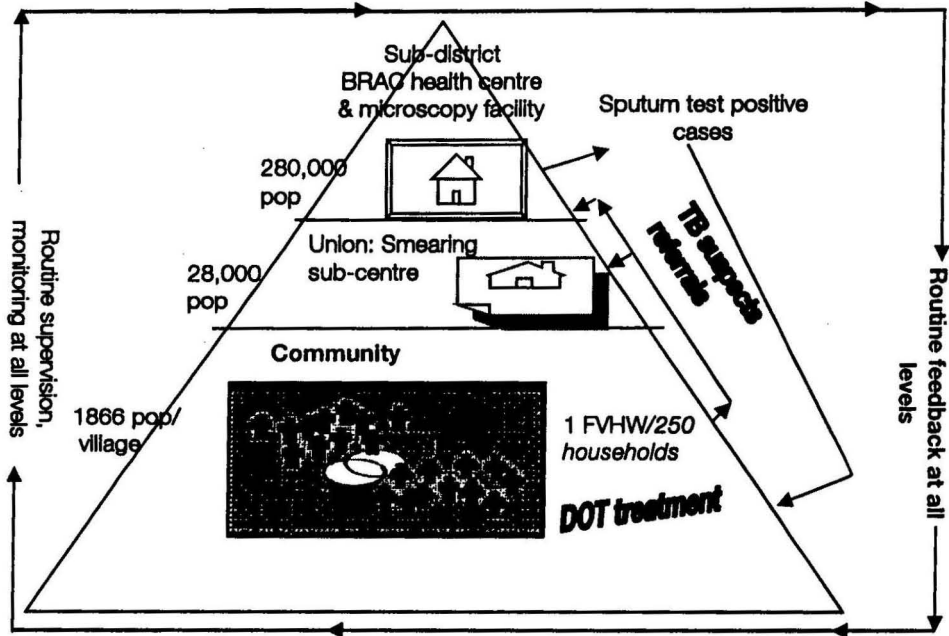 Sub-district
BRAC health centre
& microscopy facility
Sputum test positive
cases
280,000
pop
TB suspects
referrals
Union: Smearing
sub-centre
28,000
pop
Routine supervision,
monitoring at all levels
Routine feedback at all
levels
Community
1866 pop/
village
1 FVHW/250
households
DOT treatment